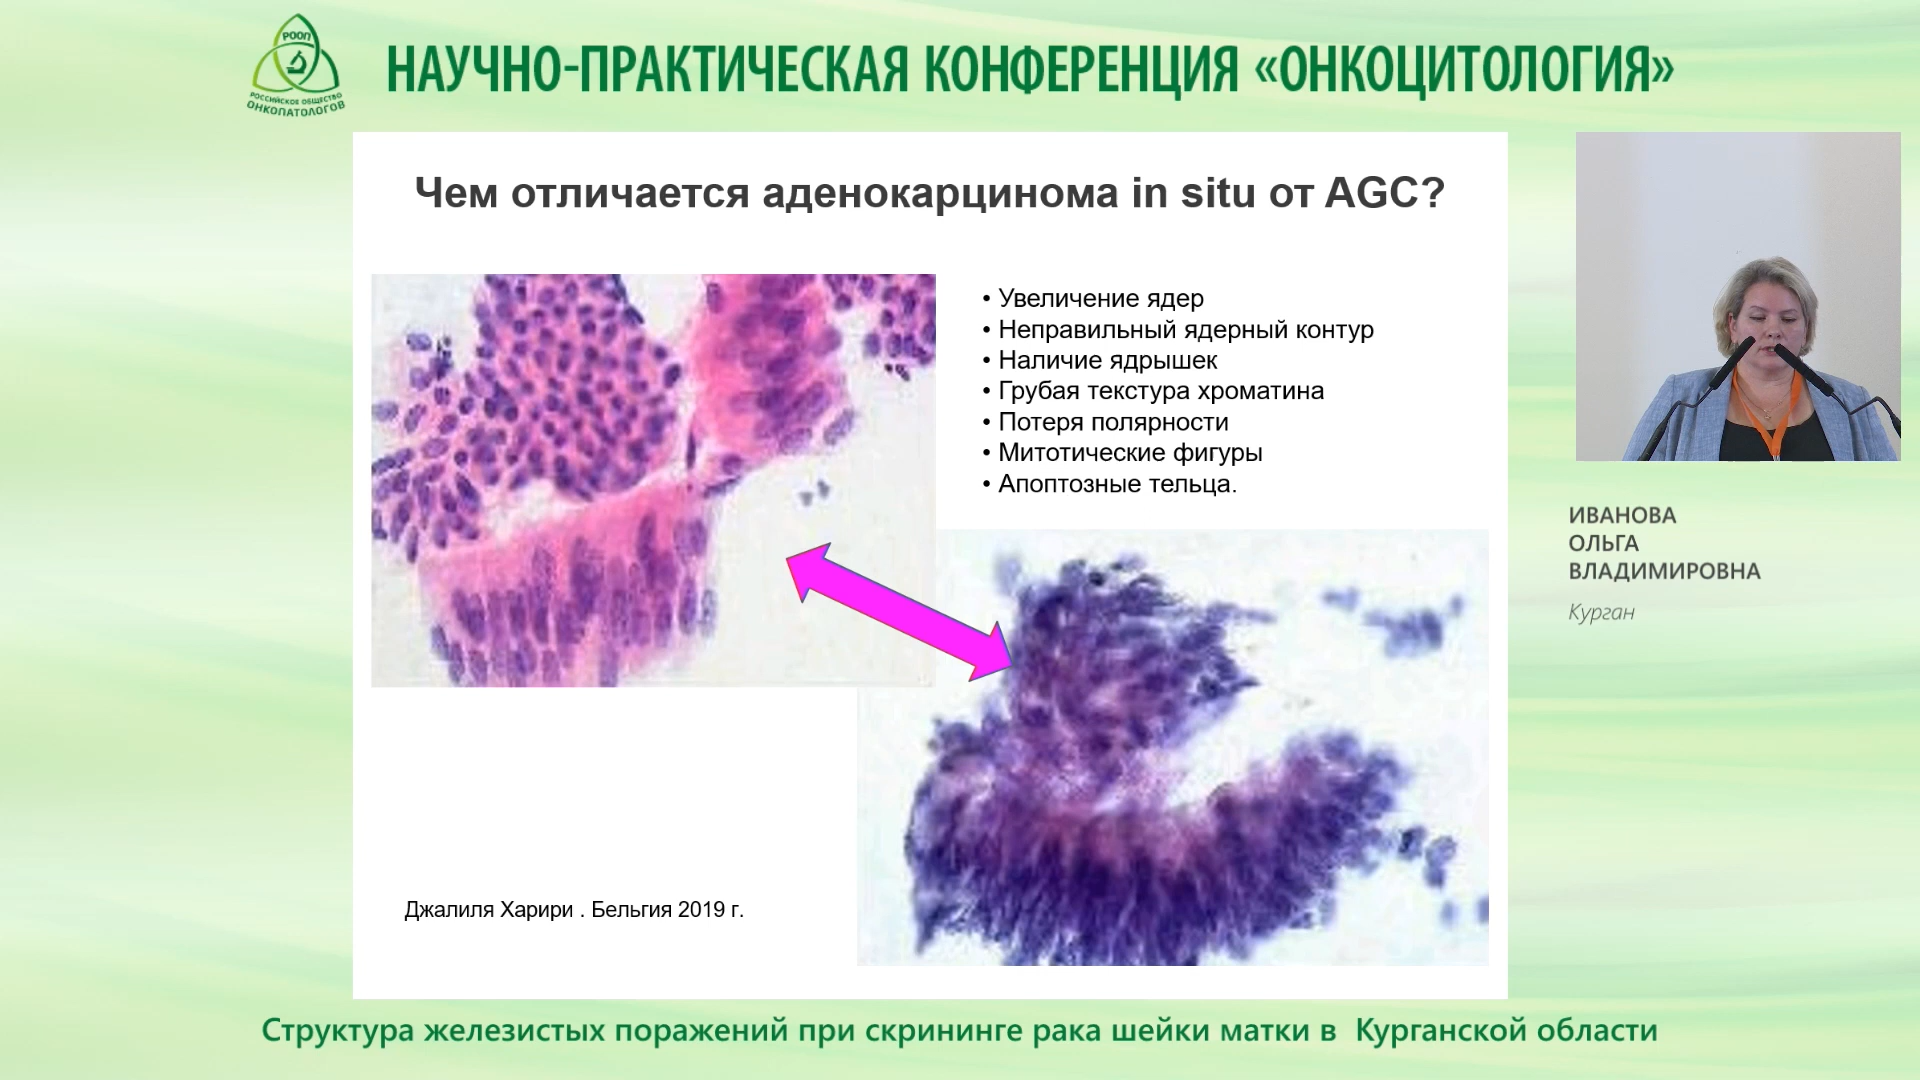 РООП
РОССИЙСКОЕ ОБЩЕСТВО
ОНКОПАТОЛОГОВ
НАУЧНО-ПРАКТИЧЕСКАЯ КОНФЕРЕНЦИЯ «ОНКОЦИТОЛОГИЯ»
Чем отличается аденокарцинома in situ от AGC?
• Увеличение ядер
• Неправильный ядерный контур
• Наличие ядрышек
• Грубая текстура хроматина
• Потеря полярности
• Митотические фигуры
• Апоптозные тельца.
Джалиля Харири . Бельгия 2019 г.
ИВАНОВА
ОЛЬГА
ВЛАДИМИРОВНА
Курган
Структура железистых поражений при скрининге рака шейки матки в Курганской области